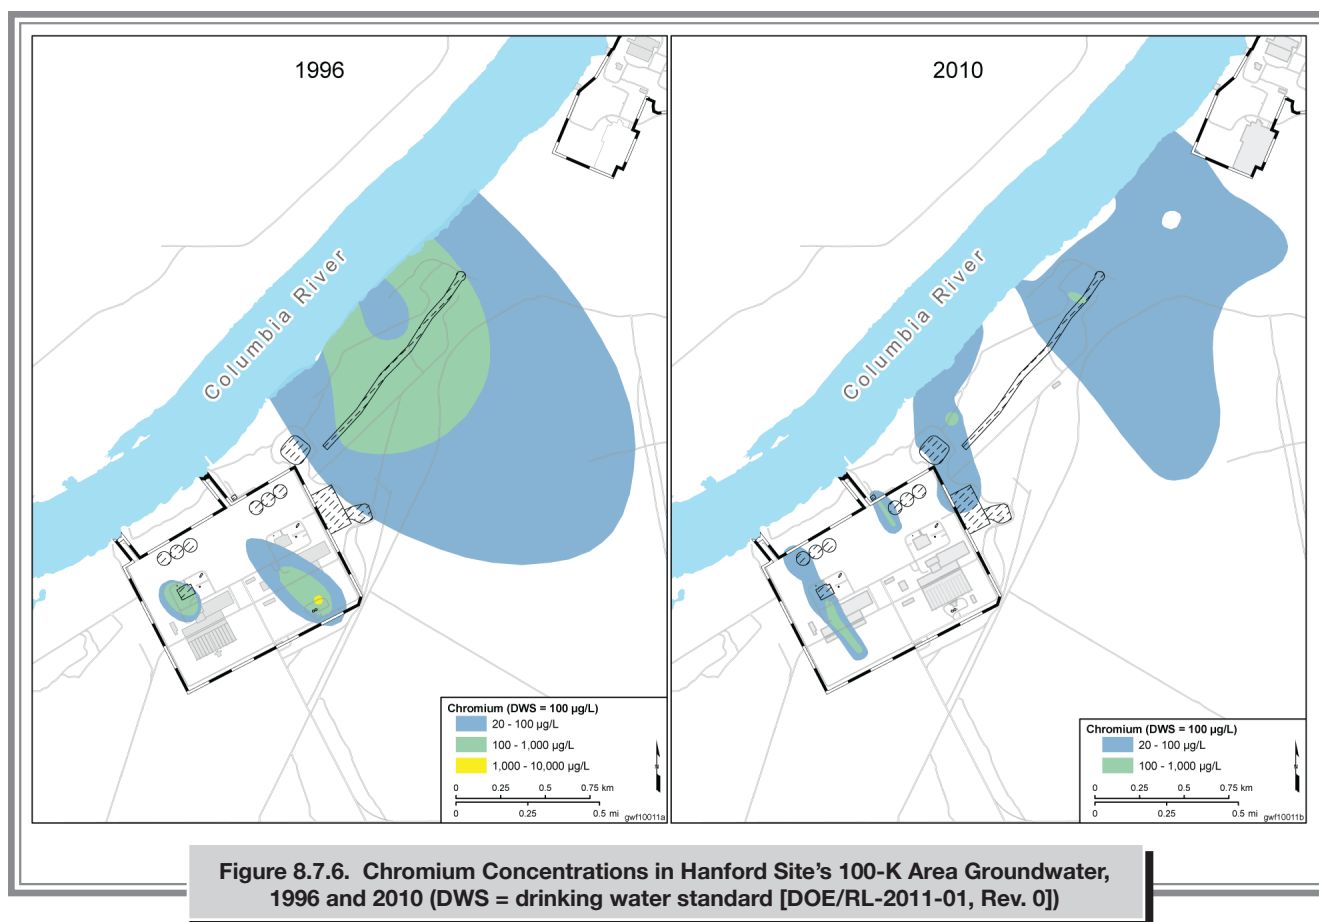 1996
Columbia River
Chromium (DWS = 100 µg/L)
20 - 100 µg/L
100 - 1,000 µg/L
1,000 - 10,000 µg/L
0 0.25 0.5 0.75 km
0 0.25 0.5 mi
gwf10011a
2010
Columbia River
Chromium (DWS = 100 µg/L)
20 - 100 µg/L
100 - 1,000 µg/L
0 0.25 0.5 0.75 km
0 0.25 0.5 mi
gwf10011b
Figure 8.7.6. Chromium Concentrations in Hanford Site's 100-K Area Groundwater,
1996 and 2010 (DWS = drinking water standard [DOE/RL-2011-01, Rev. 0])